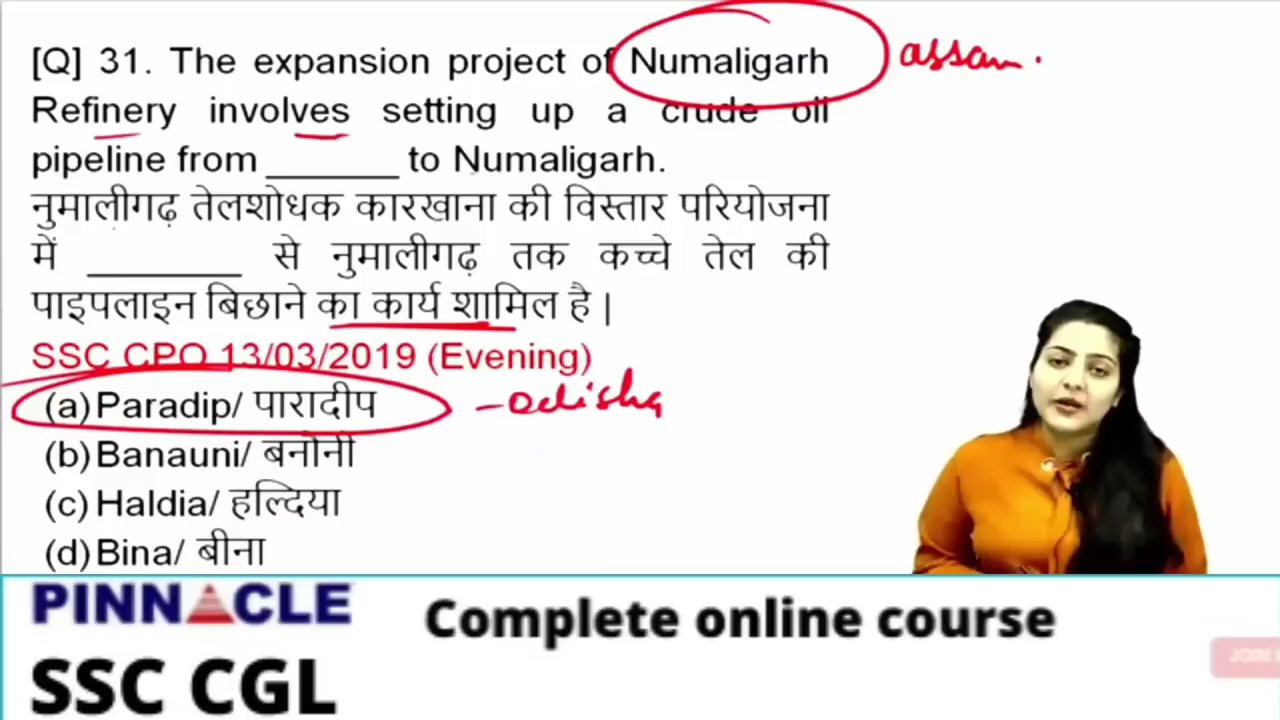 [Q] 31. The expansion project of Numaligarh assam.
Refinery involves setting up a crude oil
pipeline from _______ to Numaligarh.
नुमालीगढ़ तेलशोधक कारखाना की विस्तार परियोजना
में ________ से नुमालीगढ़ तक कच्चे तेल की
पाइपलाइन बिछाने का कार्य शामिल है |
SSC CPO 13/03/2019 (Evening)
(a) Paradip/ पारादीप - odisha
(b) Banauni/ बनौनी
(c) Haldia/ हल्दिया
(d) Bina/ बीना
PINNACLE
Complete online course
SSC CGL
JOIN